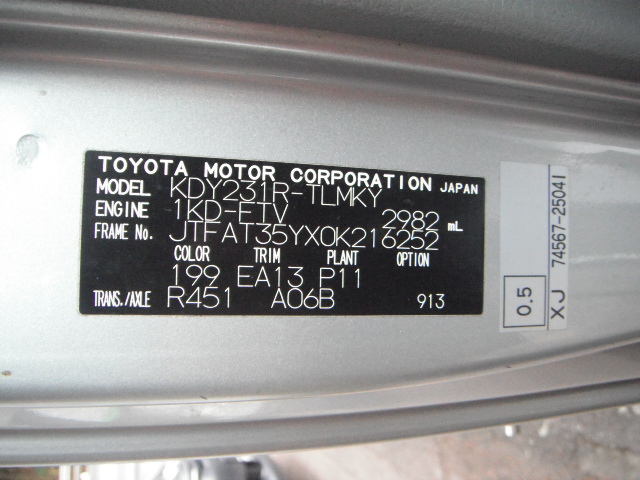 TOYOTA MOTOR CORPORATION JAPAN
MODEL KDY231R-TLMKY
ENGINE 1KD-FTV 2982 mL
FRAME No. JTFAT35YX0K216252
COLOR TRIM PLANT OPTION
199 EA13 P11
TRANS./AXLE R451 A06B 913
74567-25041
0.5 XJ